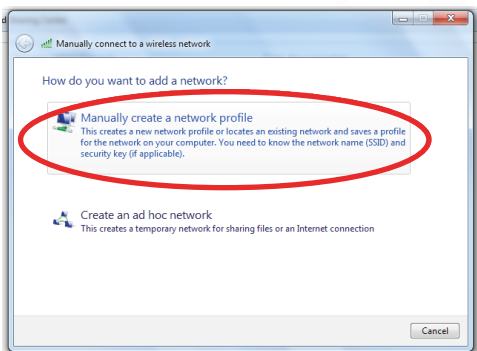 Manually connect to a wireless network
How do you want to add a network?
Manually create a network profile
This creates a new network profile or locates an existing network and saves a profile
for the network on your computer. You need to know the network name (SSID) and
security key (if applicable).
Create an ad hoc network
This creates a temporary network for sharing files or an Internet connection
Cancel